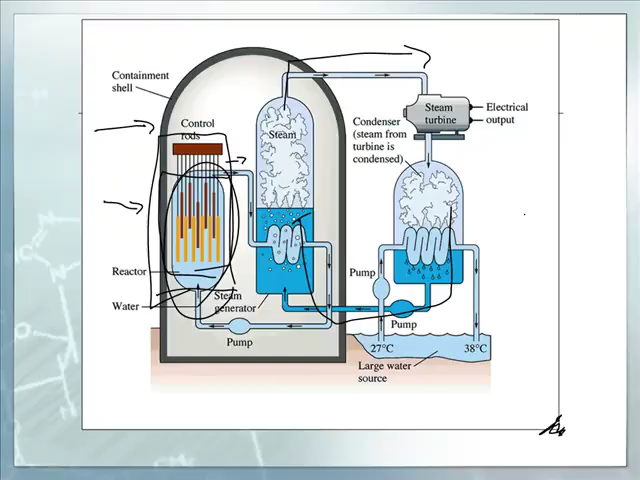 Containment
shell
Control
rods
Steam
Condenser
(steam from
turbine is
condensed)
Steam
turbine
Electrical
output
Reactor
Water
Steam
generator
Pump
Pump
Pump
27°C
38°C
Large water
source